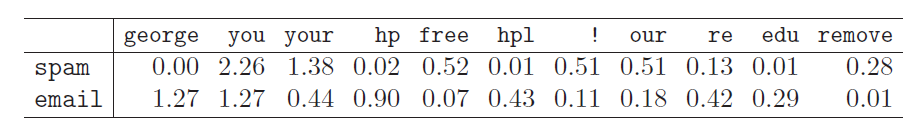 george you your hp free hpl ! our re edu remove
spam 0.00 2.26 1.38 0.02 0.52 0.01 0.51 0.51 0.13 0.01 0.28
email 1.27 1.27 0.44 0.90 0.07 0.43 0.11 0.18 0.42 0.29 0.01